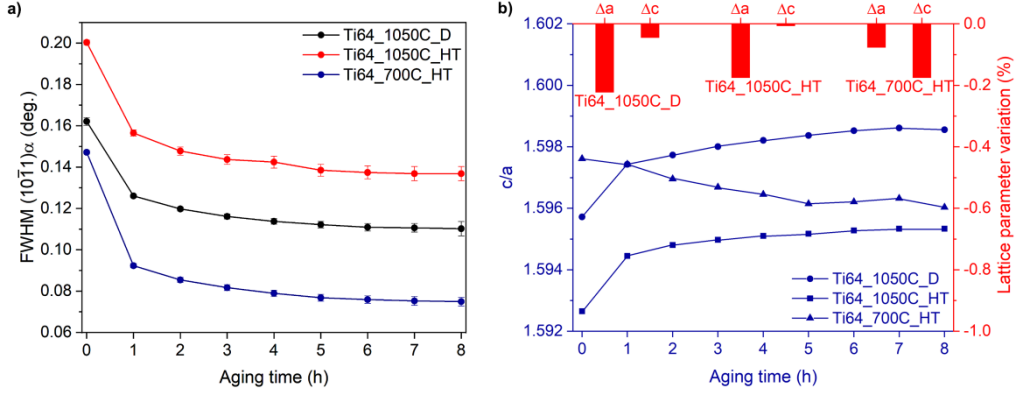 a)
FWHM (10Ī1)α (deg.)
0.20
0.18
0.16
0.14
0.12
0.10
0.08
0.06
0 1 2 3 4 5 6 7 8
Aging time (h)
Ti64_1050C_D
Ti64_1050C_HT
Ti64_700C_HT
b)
c/a
1.602
1.600
1.598
1.596
1.594
1.592
0 1 2 3 4 5 6 7 8
Aging time (h)
Δa Δc Δa Δc Δa Δc
Ti64_1050C_D Ti64_1050C_HT Ti64_700C_HT
Ti64_1050C_D
Ti64_1050C_HT
Ti64_700C_HT
0.0
-0.2
-0.4
-0.6
-0.8
-1.0
Lattice parameter variation (%)